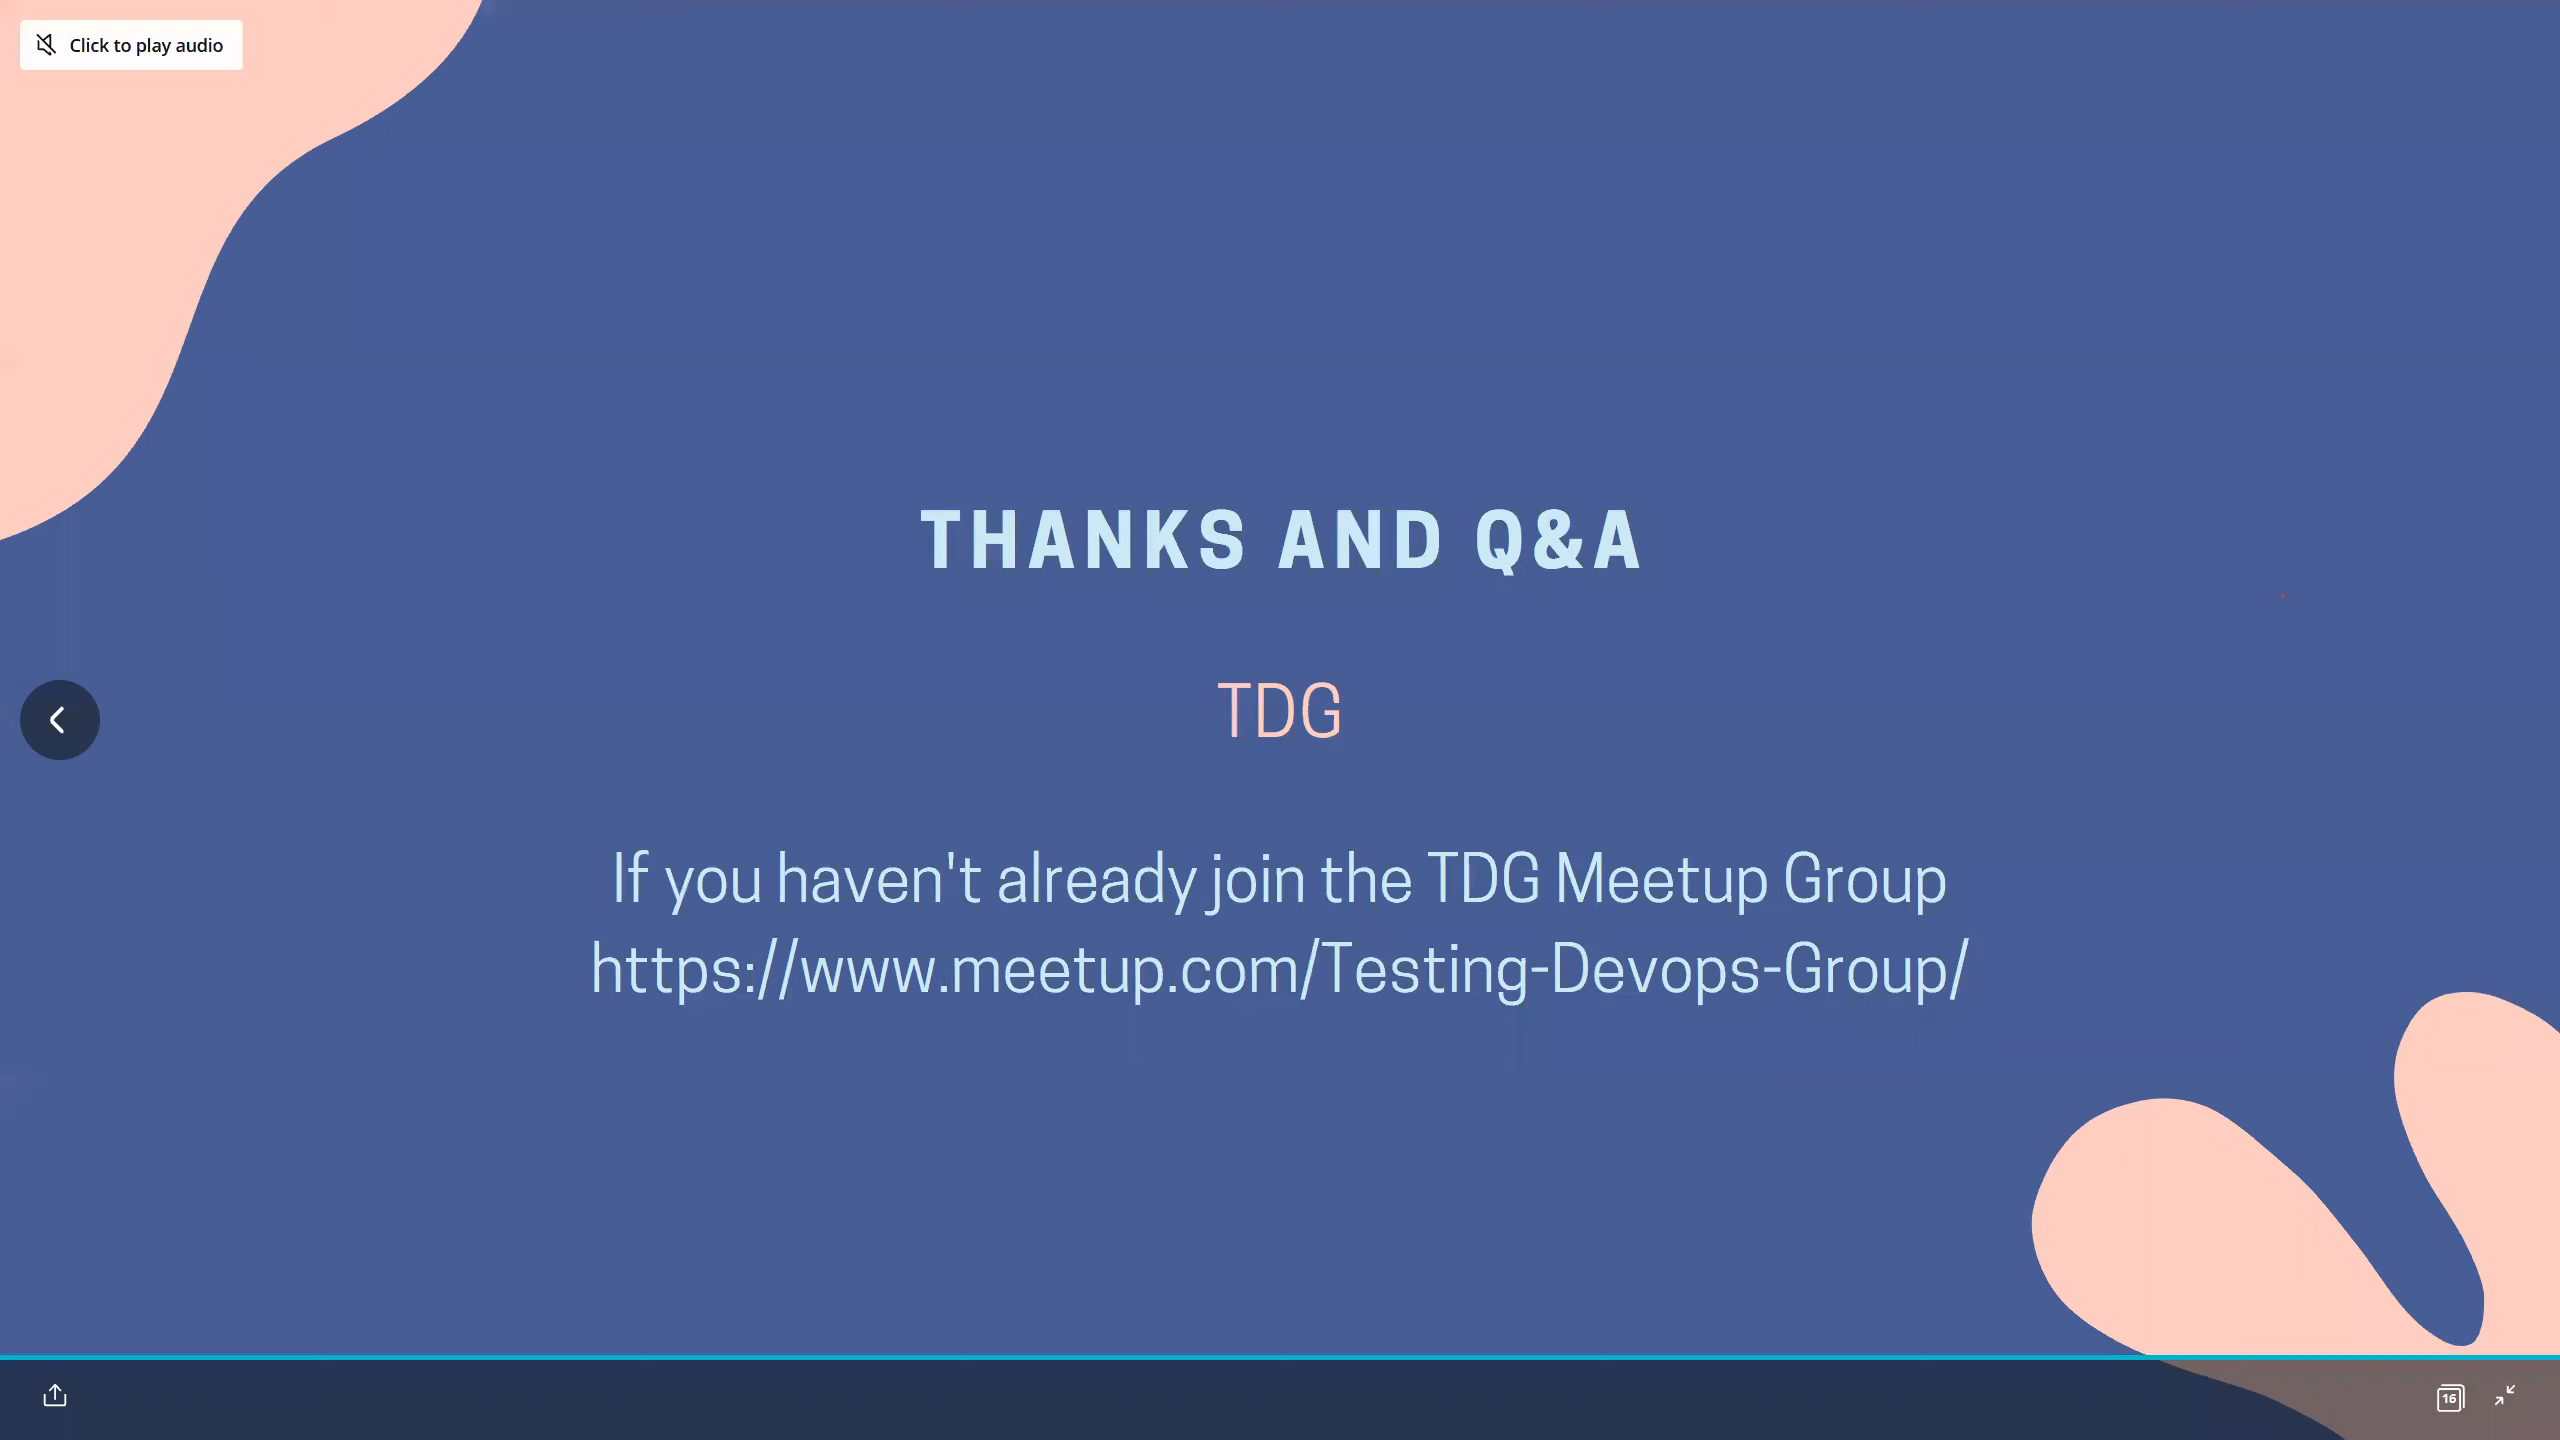 Click to play audio
THANKS AND Q&A
TDG
If you haven't already join the TDG Meetup Group
https://www.meetup.com/Testing-Devops-Group/
16